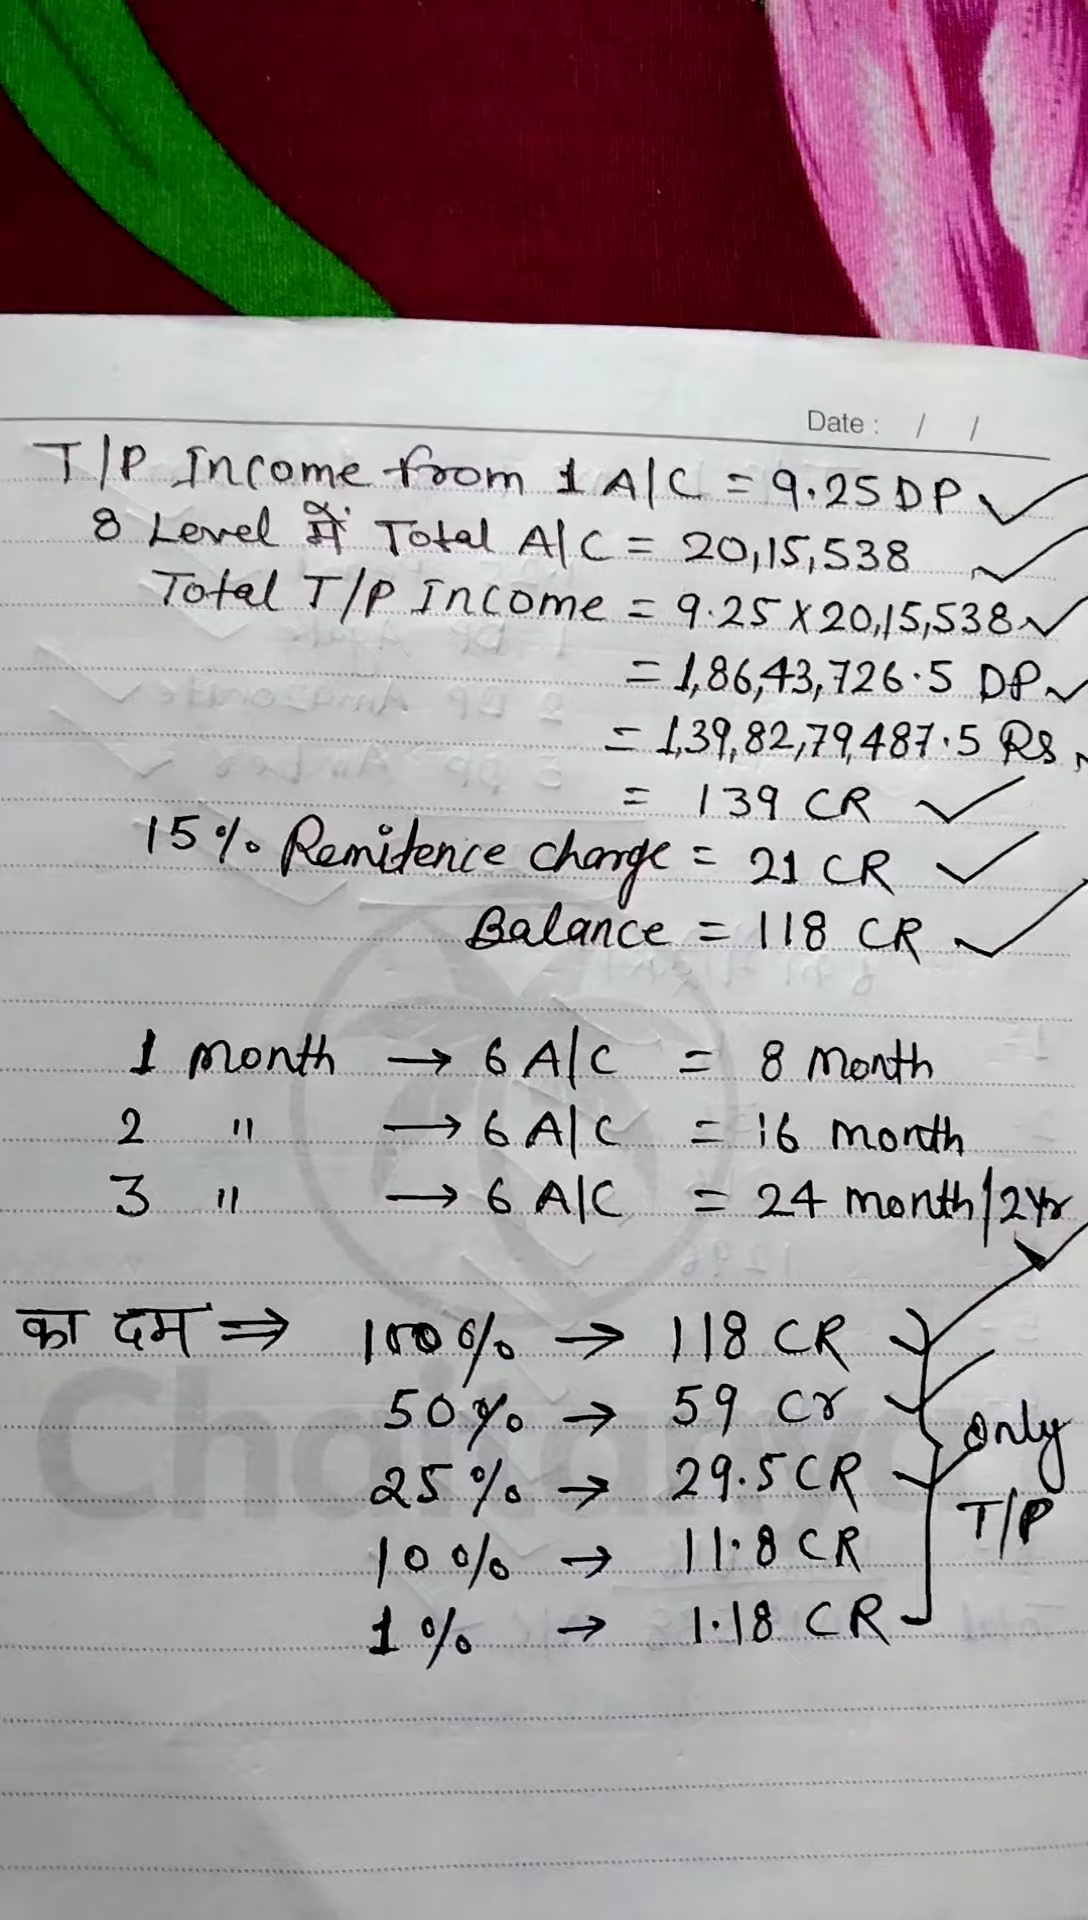 Date : / /
T/P Income from 1 A/C = 9.25 DP
8 Level में Total A/C = 20,15,538
Total T/P Income = 9.25 X 20,15,538
= 1,86,43,726.5 DP
= 1,39,82,79,487.5 Rs
= 139 CR
15% Remitence charge = 21 CR
Balance = 118 CR
1 month → 6 A/C = 8 month
2 " → 6 A/C = 16 month
3 " → 6 A/C = 24 month/2 Yr
का दम ⇒ 100% → 118 CR
50% → 59 Cr
25% → 29.5 CR
10% → 11.8 CR
1% → 1.18 CR
only
T/P